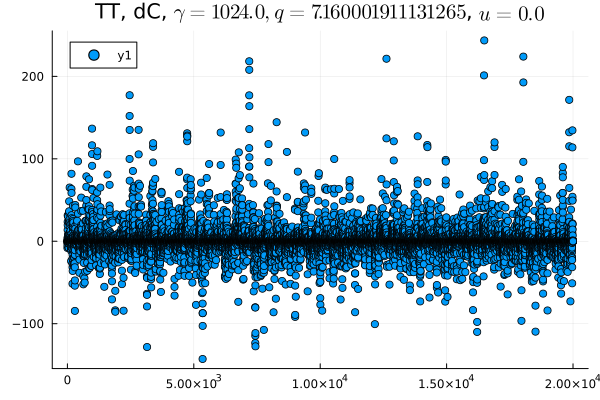 TT, dC, γ = 1024.0, q = 7.160001911131265, u = 0.0
y1
200
100
0
−100
0 5.00×10³ 1.00×10⁴ 1.50×10⁴ 2.00×10⁴